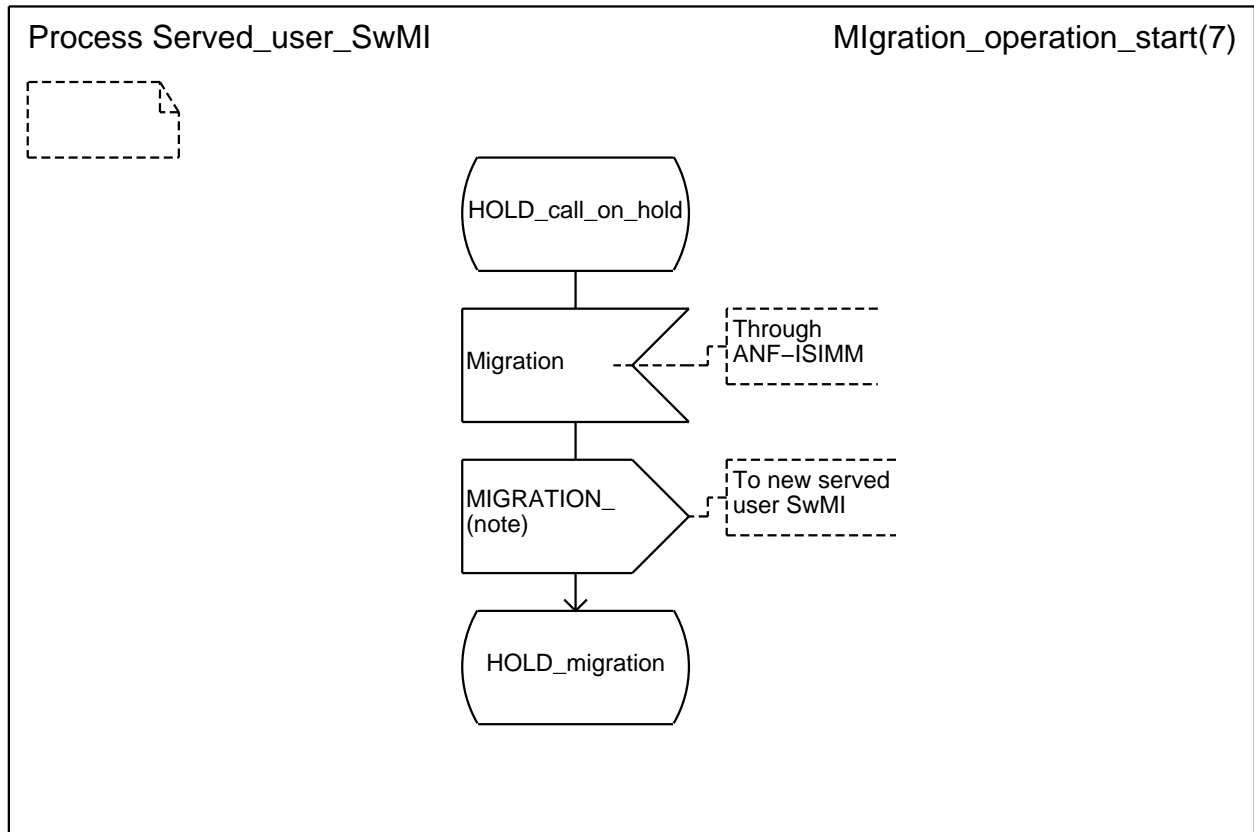 Process Served_user_SwMI
MIgration_operation_start(7)
HOLD_call_on_hold
Migration
Through
ANF−ISIMM
MIGRATION_
(note)
To new served
user SwMI
HOLD_migration